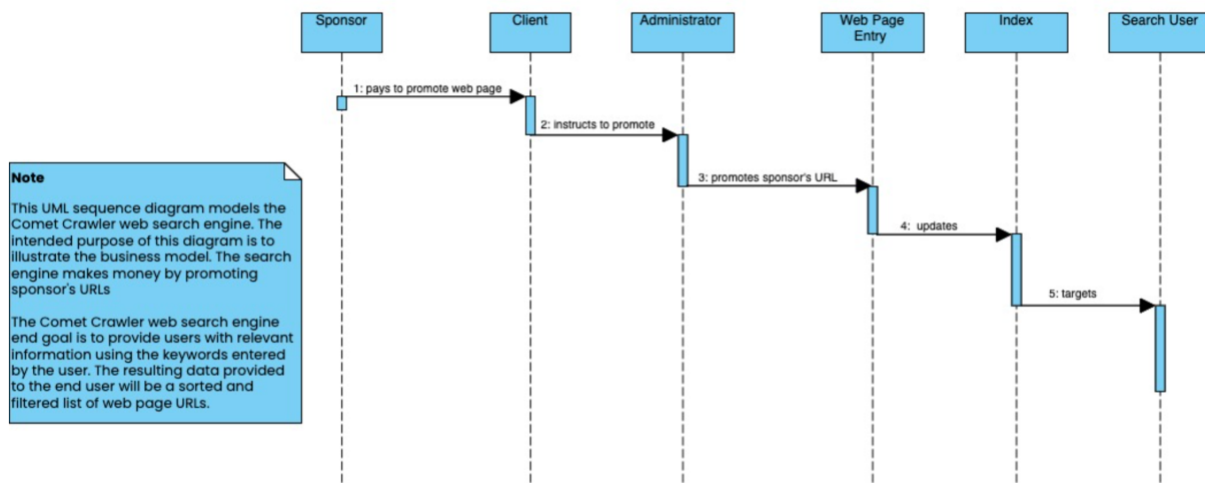 Sponsor
Client
Administrator
Web Page
Entry
Index
Search User
1: pays to promote web page
2: instructs to promote
3: promotes sponsor's URL
4: updates
5: targets
Note
This UML sequence diagram models the
Comet Crawler web search engine. The
intended purpose of this diagram is to
illustrate the business model. The search
engine makes money by promoting
sponsor's URLs
The Comet Crawler web search engine
end goal is to provide users with relevant
information using the keywords entered
by the user. The resulting data provided
to the end user will be a sorted and
filtered list of web page URLs.